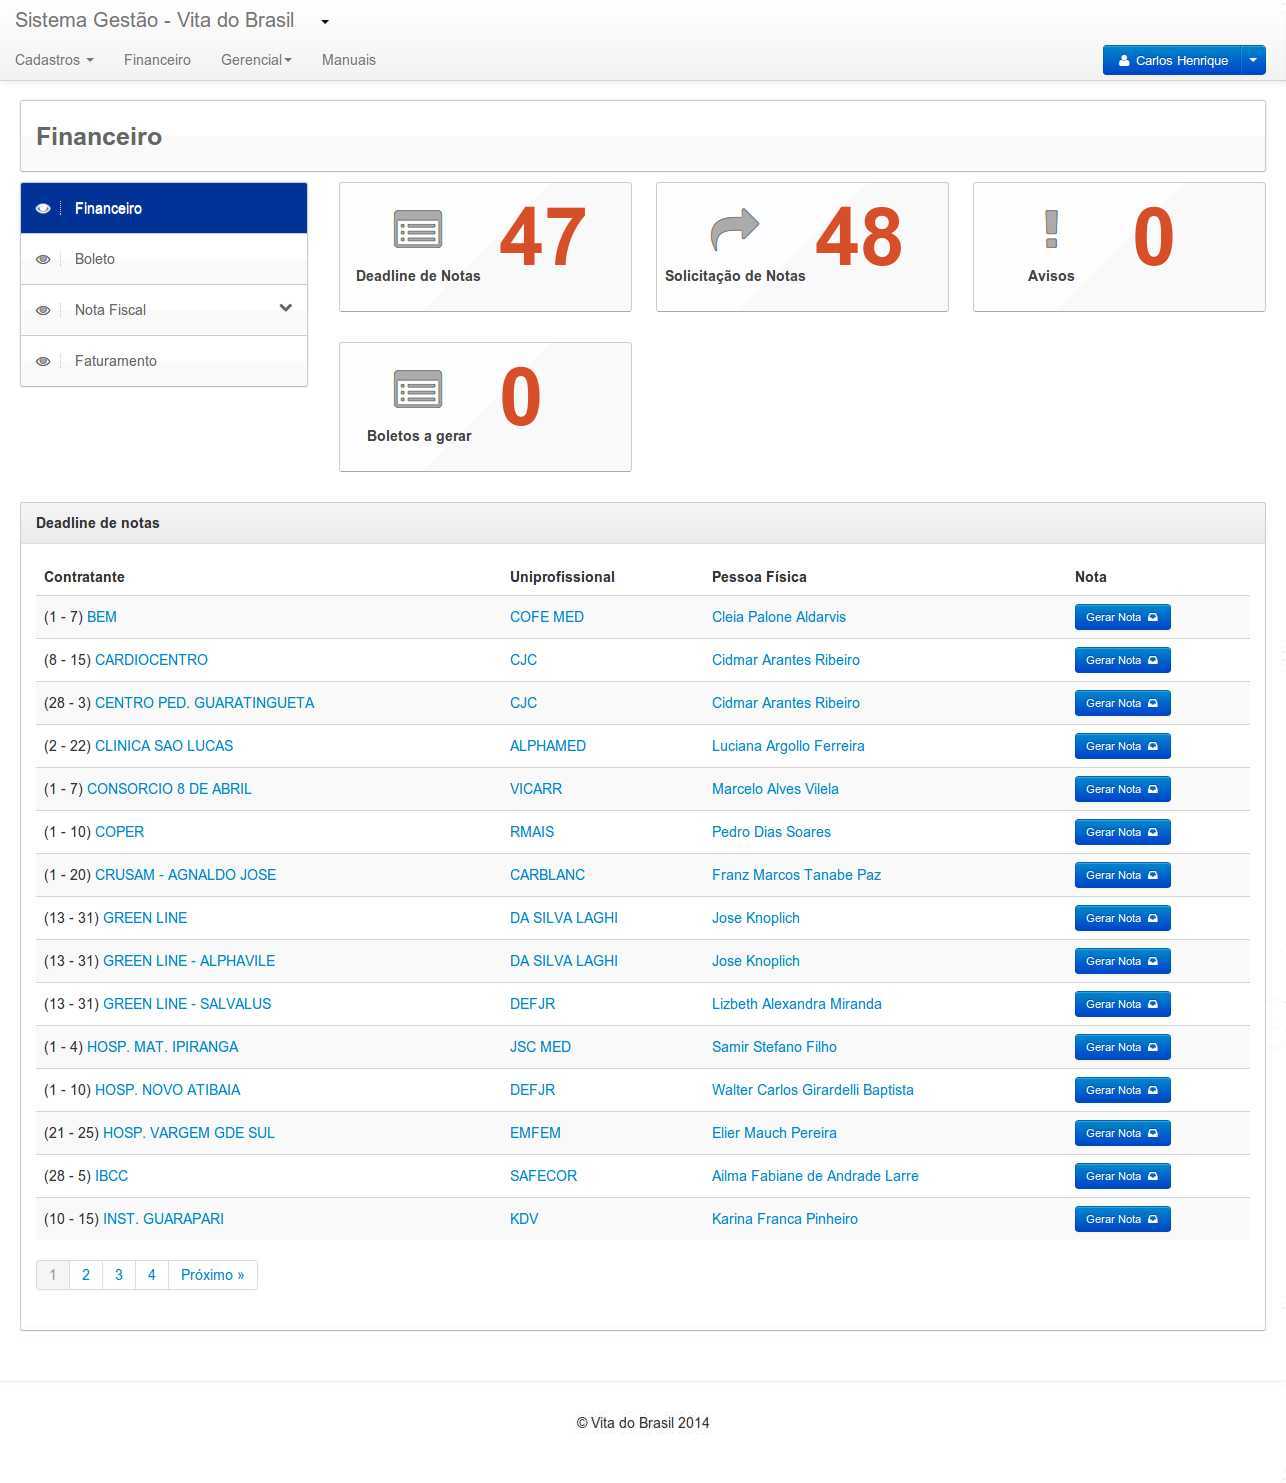 Sistema Gestão - Vita do Brasil
Cadastros Financeiro Gerencial Manuais Carlos Henrique
Financeiro
Financeiro
Boleto
Nota Fiscal
Faturamento
47
Deadline de Notas
48
Solicitação de Notas
0
Avisos
0
Boletos a gerar
Deadline de notas
Contratante Uniprofissional Pessoa Física Nota
(1 - 7) BEM COFE MED Cleia Palone Aldarvis Gerar Nota
(8 - 15) CARDIOCENTRO CJC Cidmar Arantes Ribeiro Gerar Nota
(28 - 3) CENTRO PED. GUARATINGUETA CJC Cidmar Arantes Ribeiro Gerar Nota
(2 - 22) CLINICA SAO LUCAS ALPHAMED Luciana Argollo Ferreira Gerar Nota
(1 - 7) CONSORCIO 8 DE ABRIL VICARR Marcelo Alves Vilela Gerar Nota
(1 - 10) COPER RMAIS Pedro Dias Soares Gerar Nota
(1 - 20) CRUSAM - AGNALDO JOSE CARBLANC Franz Marcos Tanabe Paz Gerar Nota
(13 - 31) GREEN LINE DA SILVA LAGHI Jose Knoplich Gerar Nota
(13 - 31) GREEN LINE - ALPHAVILE DA SILVA LAGHI Jose Knoplich Gerar Nota
(13 - 31) GREEN LINE - SALVALUS DEFJR Lizbeth Alexandra Miranda Gerar Nota
(1 - 4) HOSP. MAT. IPIRANGA JSC MED Samir Stefano Filho Gerar Nota
(1 - 10) HOSP. NOVO ATIBAIA DEFJR Walter Carlos Girardelli Baptista Gerar Nota
(21 - 25) HOSP. VARGEM GDE SUL EMFEM Elier Mauch Pereira Gerar Nota
(28 - 5) IBCC SAFECOR Ailma Fabiane de Andrade Larre Gerar Nota
(10 - 15) INST. GUARAPARI KDV Karina Franca Pinheiro Gerar Nota
1 2 3 4 Próximo »
© Vita do Brasil 2014